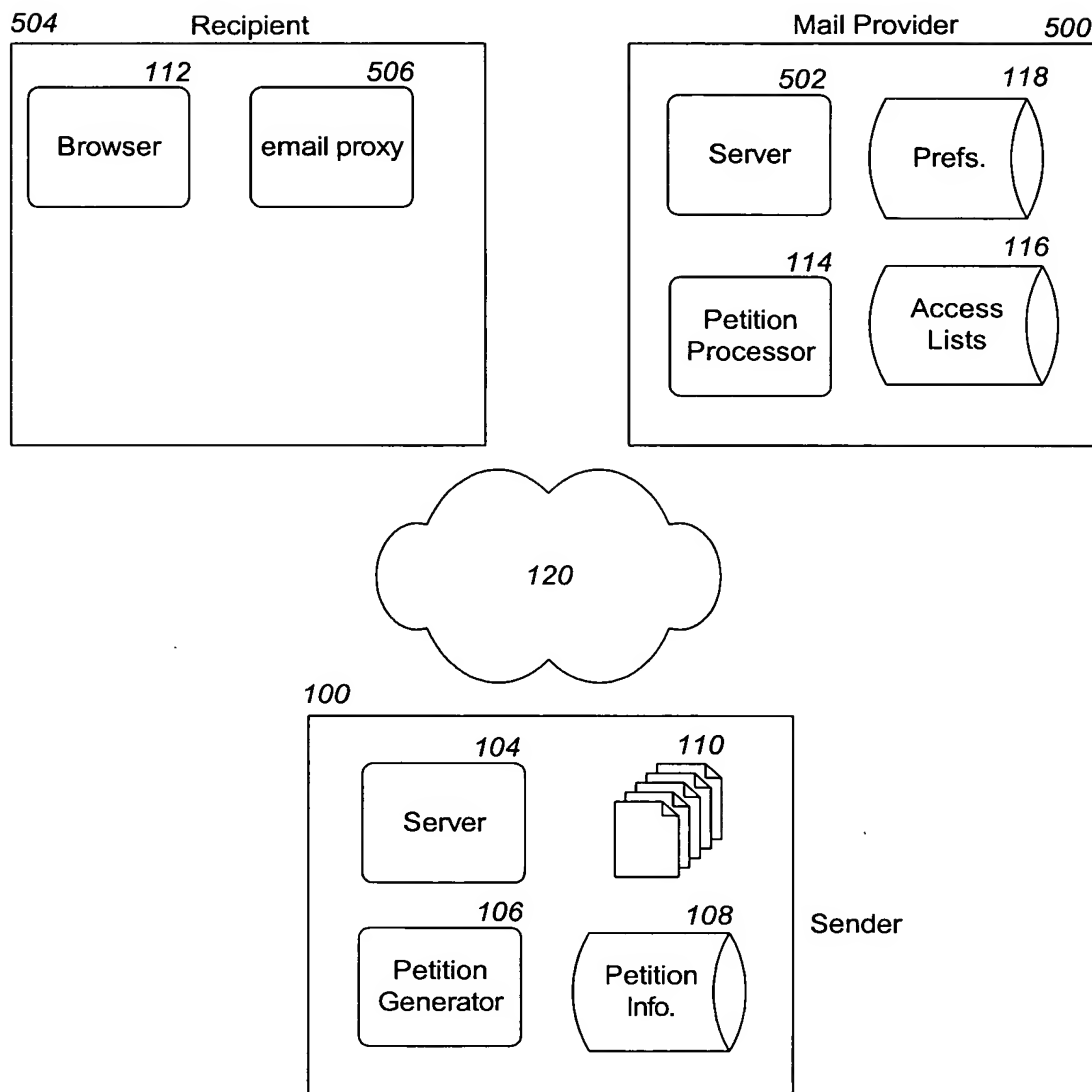 504 Recipient
112
506
Browser
email proxy
Mail Provider 500
502
118
Server
Prefs.
114
116
Petition
Processor
Access
Lists
120
100
104
110
Server
106
108
Petition
Generator
Petition
Info.
Sender